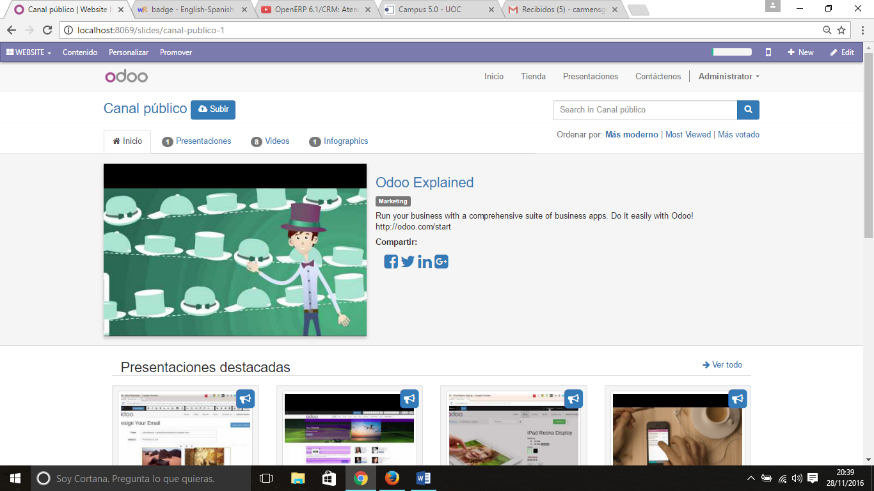 Canal público | Website
badge - English-Spanish
OpenERP 6.1/CRM: Aten
Campus 5.0 - UOC
Recibidos (5) - carmensg
localhost:8069/slides/canal-publico-1
WEBSITE Contenido Personalizar Promover
New Edit
odoo
Inicio Tienda Presentaciones Contáctenos Administrator
Canal público Subir
Search in Canal público
Ordenar por: Más moderno | Most Viewed | Más votado
Inicio 1 Presentaciones 8 Videos 1 Infographics
Odoo Explained
Marketing
Run your business with a comprehensive suite of business apps. Do it easily with Odoo!
http://odoo.com/start
Compartir:
Presentaciones destacadas
Ver todo
esign Your Email
iPad Retina Display
Soy Cortana. Pregunta lo que quieras.
20:39
28/11/2016